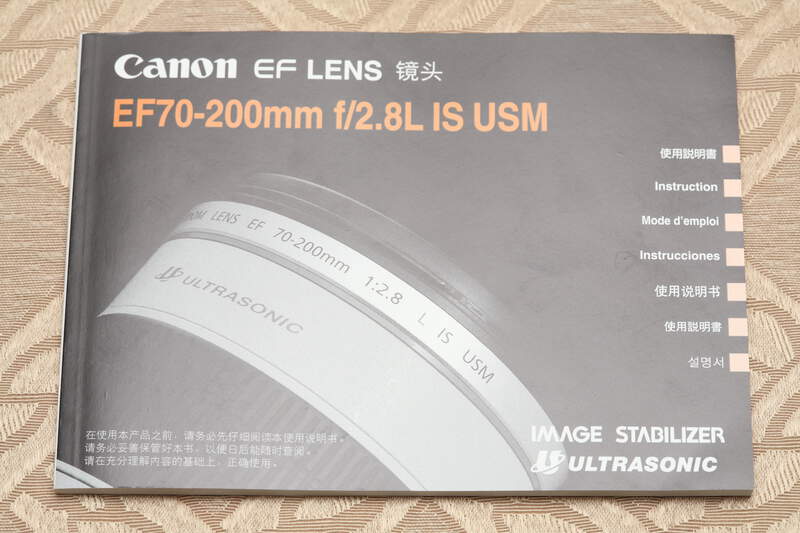 Canon EF LENS 镜头
EF70-200mm f/2.8L IS USM
使用説明書
Instruction
Mode d'emploi
Instrucciones
使用说明书
使用說明書
설명서
LENS EF 70-200mm 1:2.8 L IS USM
ULTRASONIC
在使用本产品之前，请务必先仔细阅读本使用说明书。
请务必妥善保管好本书，以便日后能随时查阅。
请在充分理解内容的基础上，正确使用。
IMAGE STABILIZER
ULTRASONIC